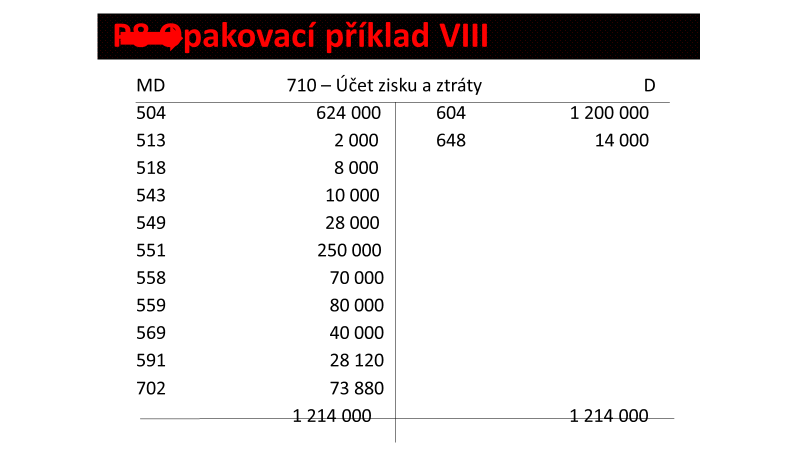 Opakovací příklad VIII
MD 710 – Účet zisku a ztráty D
504 624 000 604 1 200 000
513 2 000 648 14 000
518 8 000
543 10 000
549 28 000
551 250 000
558 70 000
559 80 000
569 40 000
591 28 120
702 73 880
1 214 000 1 214 000